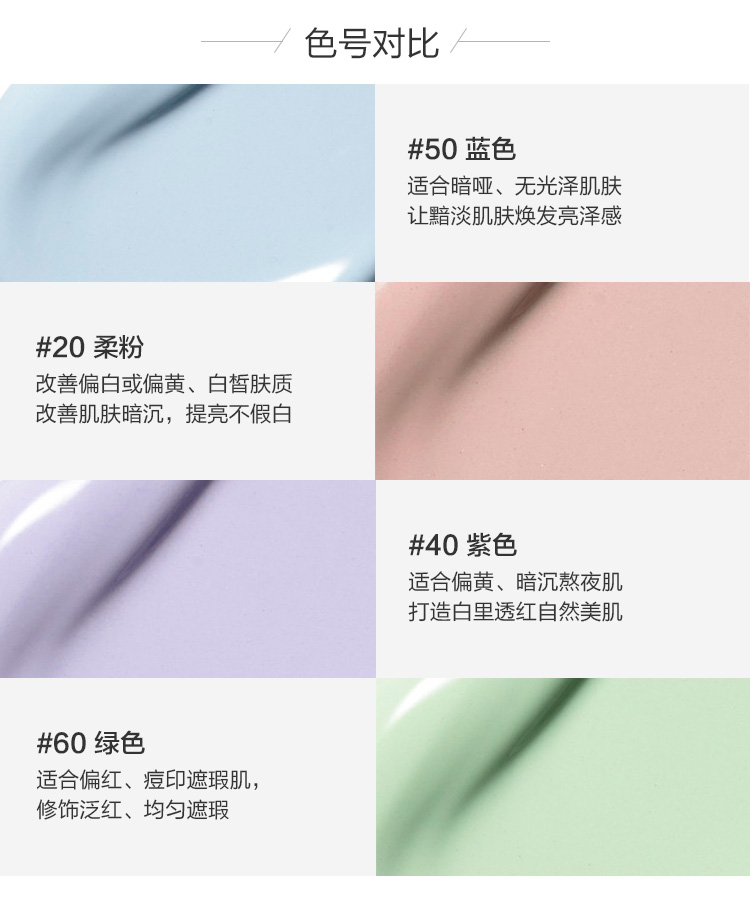 色号对比
#50 蓝色
适合暗哑、无光泽肌肤
让黯淡肌肤焕发亮泽感
#20 柔粉
改善偏白或偏黄、白皙肤质
改善肌肤暗沉，提亮不假白
#40 紫色
适合偏黄、暗沉熬夜肌
打造白里透红自然美肌
#60 绿色
适合偏红、痘印遮瑕肌，
修饰泛红、均匀遮瑕